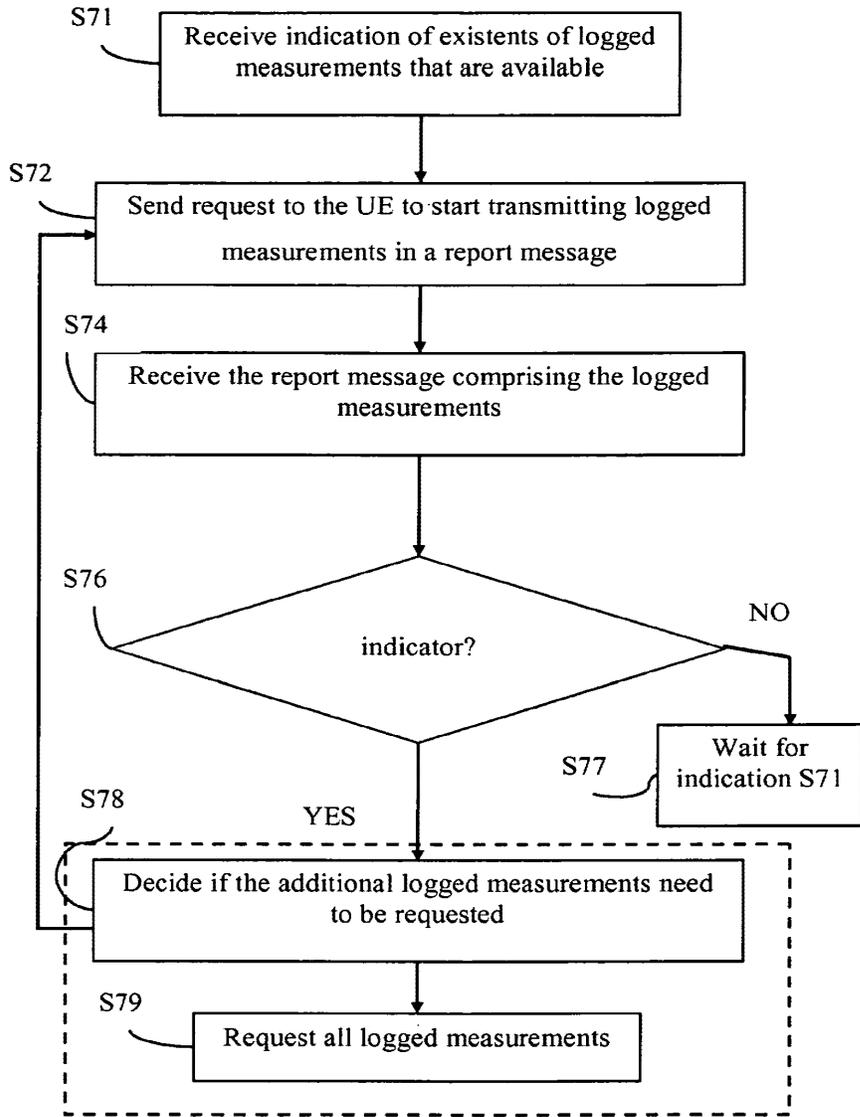 S71
Receive indication of existents of logged
measurements that are available
S72
Send request to the UE to start transmitting logged
measurements in a report message
S74
Receive the report message comprising the logged
measurements
S76
indicator?
NO
S77
Wait for
indication S71
YES
S78
Decide if the additional logged measurements need
to be requested
S79
Request all logged measurements